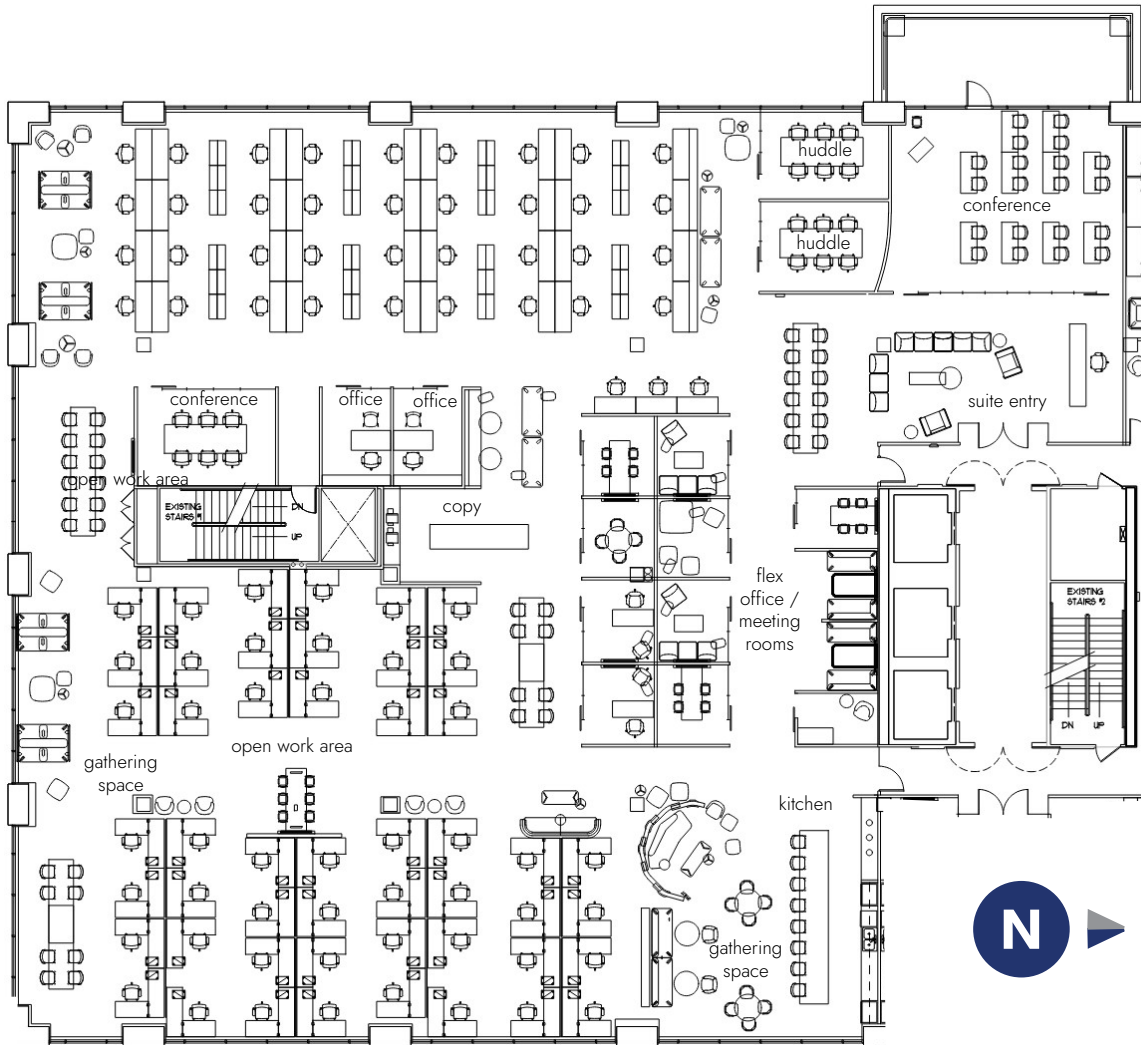 huddle
conference
huddle
conference
office
office
suite entry
open work area
EXISTING
STAIRS #1
DN
UP
copy
flex
office /
meeting
rooms
EXISTING
STAIRS #2
DN UP
open work area
gathering
space
kitchen
gathering
space
N